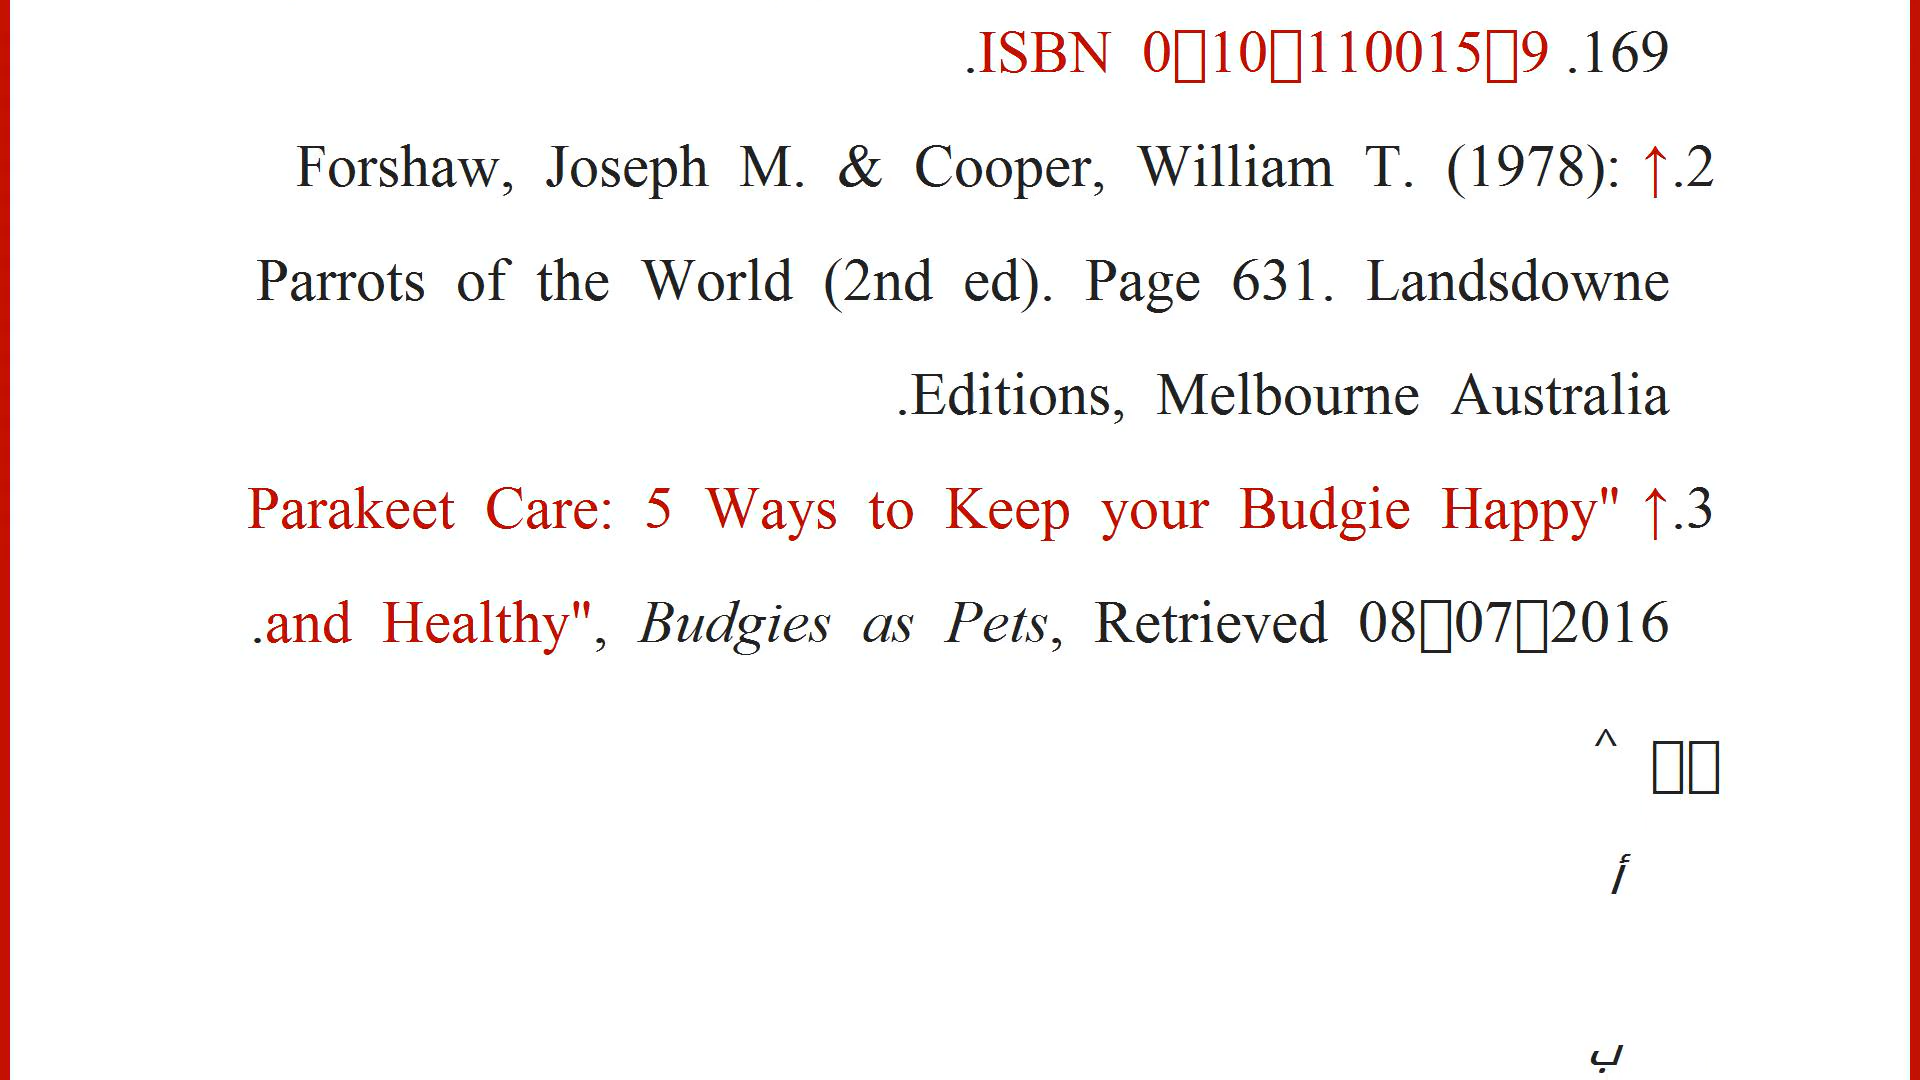 169. ISBN 0▯10▯110015▯9.
2.↑ Forshaw, Joseph M. & Cooper, William T. (1978):
Parrots of the World (2nd ed). Page 631. Landsdowne
Editions, Melbourne Australia.
3.↑ "Parakeet Care: 5 Ways to Keep your Budgie Happy
and Healthy", Budgies as Pets, Retrieved 08▯07▯2016.
▯▯ ^
أ
ب